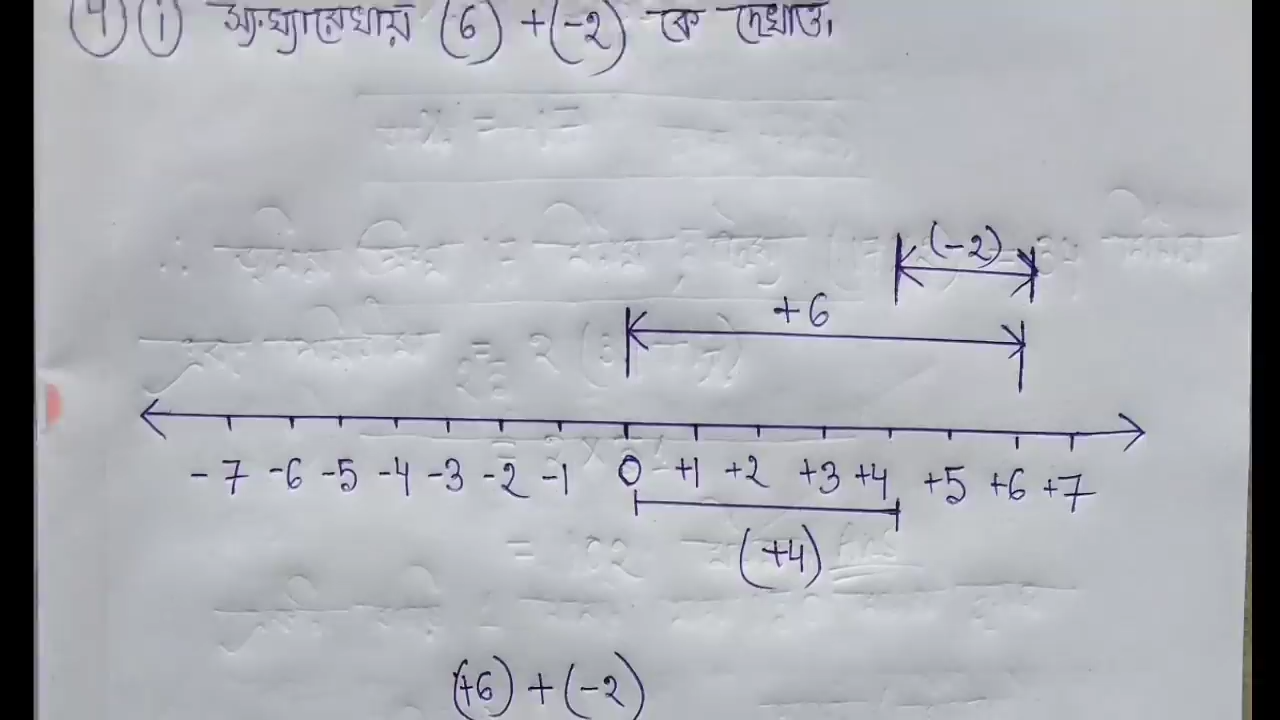 4) i) সংখ্যারেখায় (6) + (-2) কে দেখাও।
(-2)
+6
-7 -6 -5 -4 -3 -2 -1 0 +1 +2 +3 +4 +5 +6 +7
(+4)
(+6) + (-2)